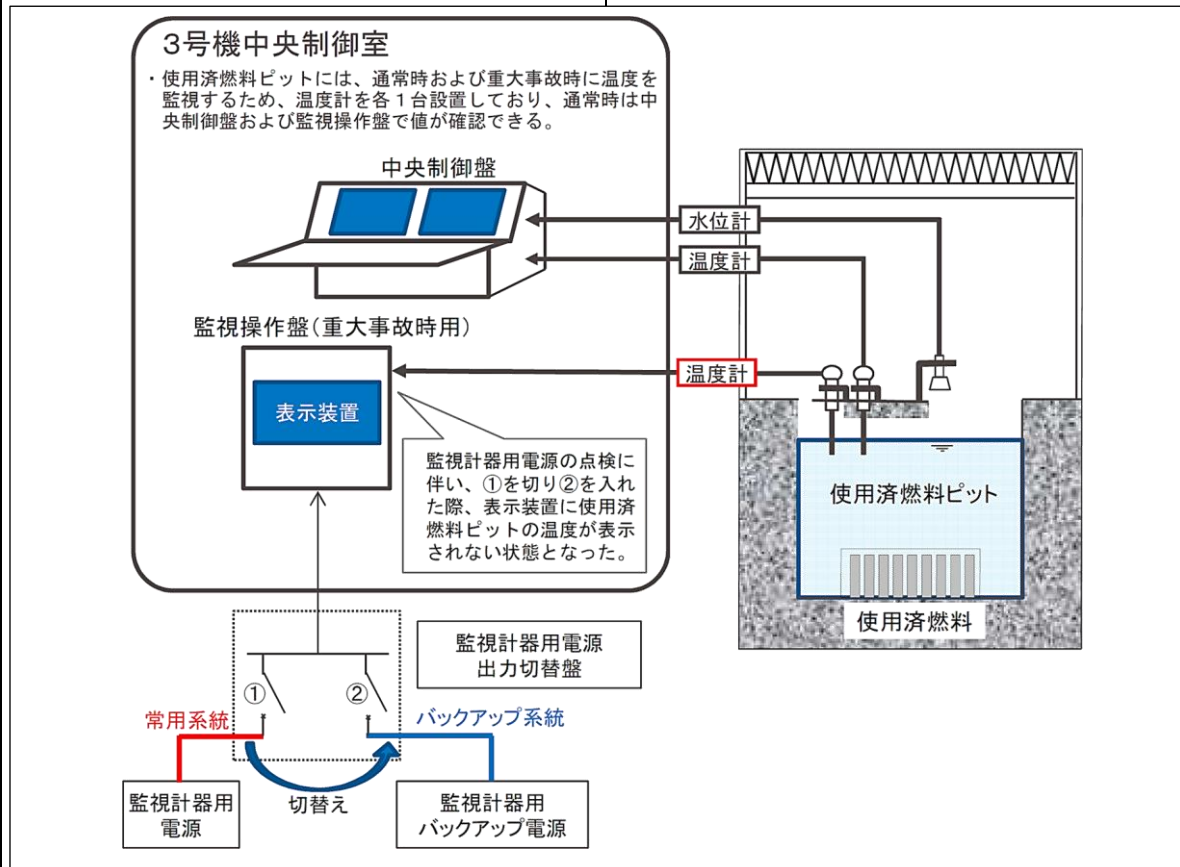 3号機中央制御室
・使用済燃料ピットには、通常時および重大事故時に温度を
監視するため、温度計を各1台設置しており、通常時は中
央制御盤および監視操作盤で値が確認できる。
中央制御盤
水位計
温度計
監視操作盤(重大事故時用)
温度計
表示装置
監視計器用電源の点検に
伴い、①を切り②を入れ
た際、表示装置に使用済
燃料ピットの温度が表示
されない状態となった。
使用済燃料ピット
使用済燃料
監視計器用電源
出力切替盤
①
②
常用系統
バックアップ系統
監視計器用
電源
切替え
監視計器用
バックアップ電源